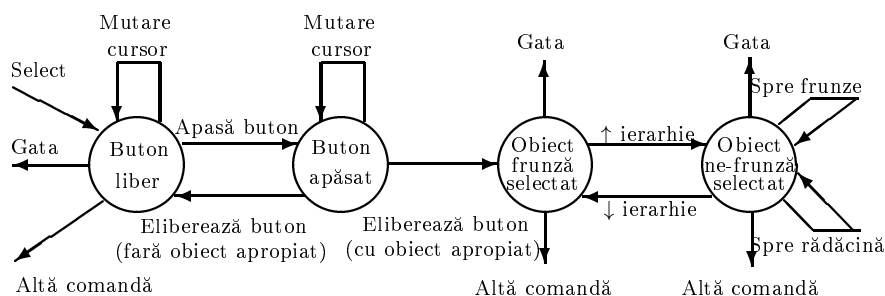 Mutare
cursor
Mutare
cursor
Gata
Gata
Select
Spre frunze
Apasă buton
↑ ierarhie
Gata
Buton
liber
Buton
apăsat
Obiect
frunză
selectat
Obiect
ne-frunză
selectat
↓ ierarhie
Eliberează buton
(fară obiect apropiat)
Eliberează buton
(cu obiect apropiat)
Spre rădăcină
Altă comandă
Altă comandă
Altă comandă